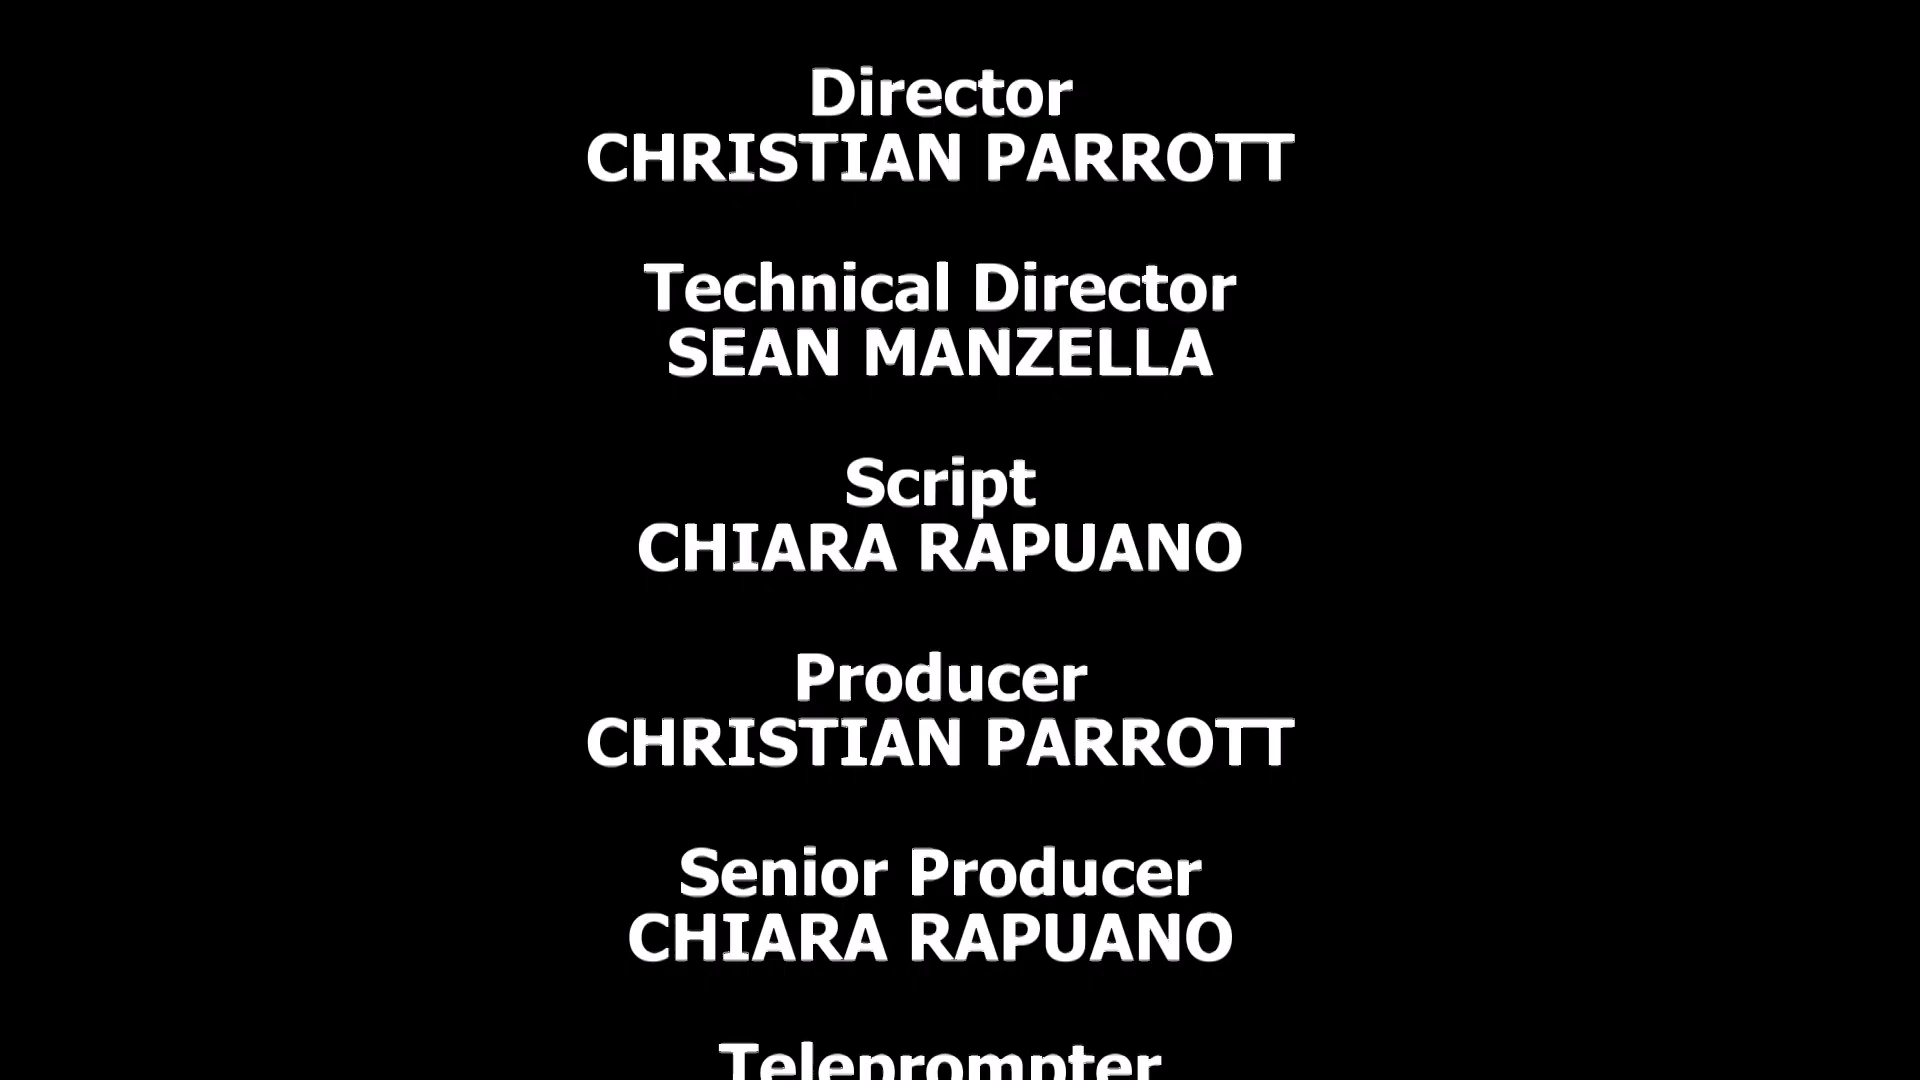 Director
CHRISTIAN PARROTT
Technical Director
SEAN MANZELLA
Script
CHIARA RAPUANO
Producer
CHRISTIAN PARROTT
Senior Producer
CHIARA RAPUANO
Teleprompter